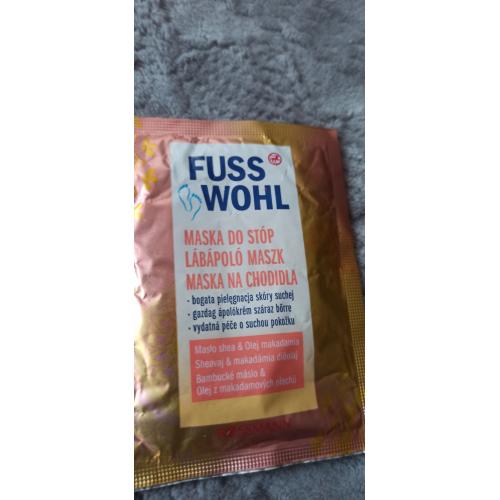 FUSS
WOHL
MASKA DO STÓP
LÁBÁPOLÓ MASZK
MASKA NA CHODIDLA
- bogata pielęgnacja skóry suchej
- gazdag ápolókrém száraz bőrre
- vydatná péče o suchou pokožku
Masło shea & Olej makadamia
Sheavaj & makadámia dióolaj
Bambucké máslo &
Olej z makadamových ořechů
ROSSMANN